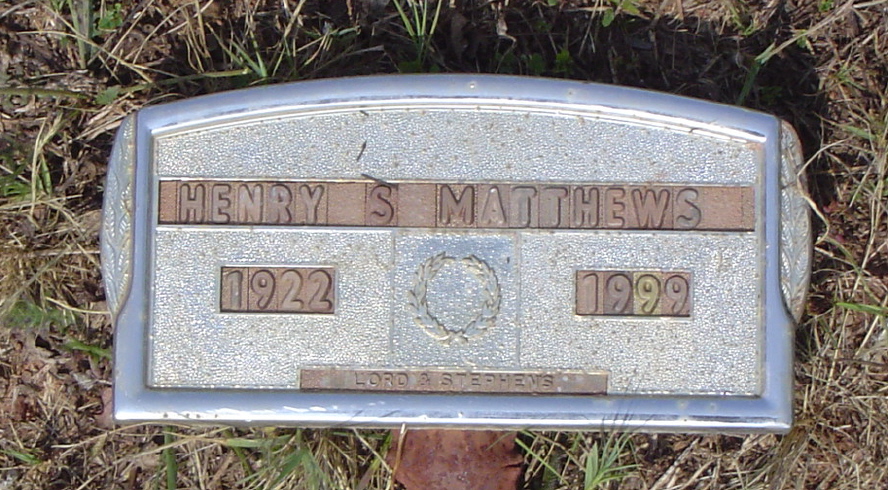 HENRY S MATTHEWS
1922 1999
LORD & STEPHENS